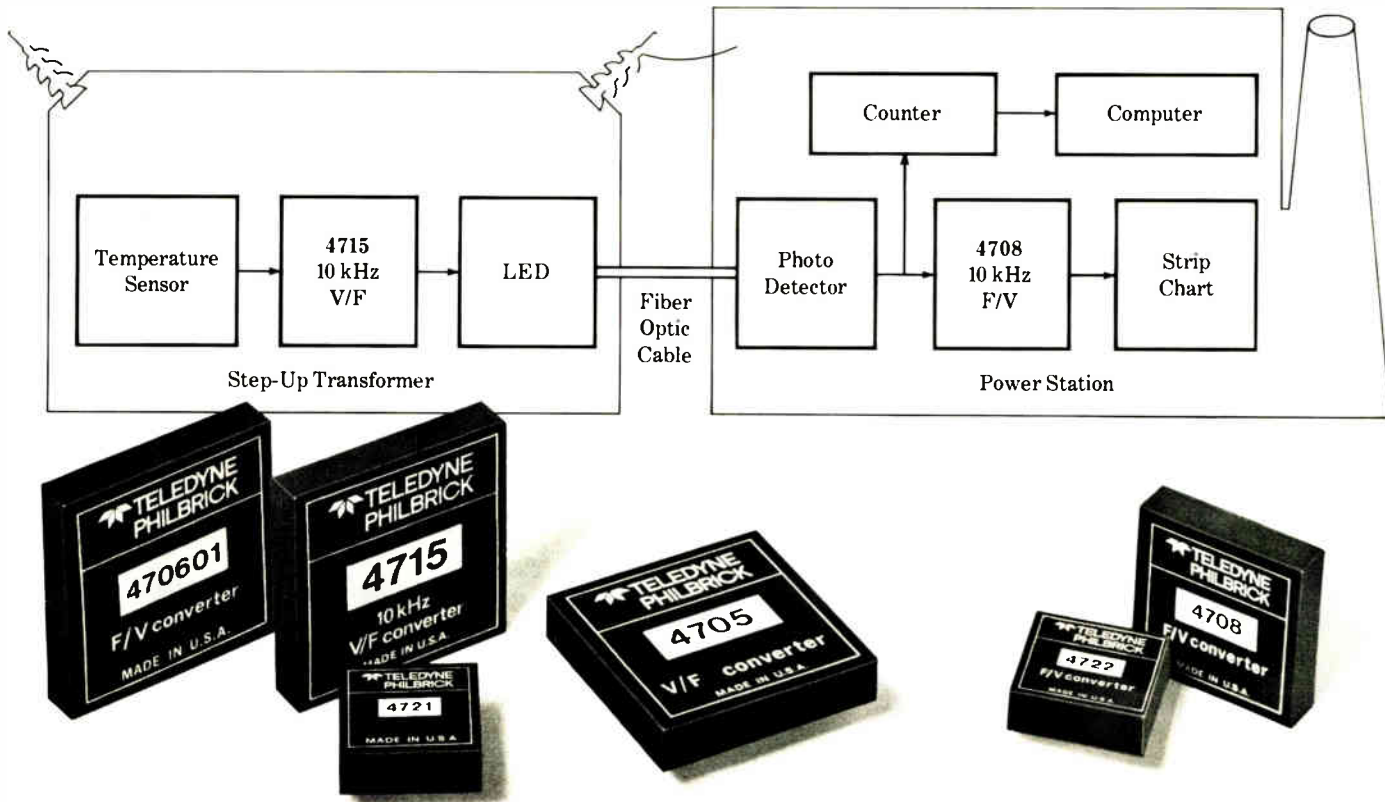 Counter
Computer
Temperature
Sensor
4715
10 kHz
V/F
LED
Fiber
Optic
Cable
Photo
Detector
4708
10 kHz
F/V
Strip
Chart
Step-Up Transformer
Power Station
TELEDYNE
PHILBRICK
470601
F/V converter
MADE IN U.S.A.
TELEDYNE
PHILBRICK
4715
10 kHz
V/F converter
MADE IN U.S.A.
TELEDYNE
PHILBRICK
4721
MADE IN U.S.A.
TELEDYNE
PHILBRICK
4705
V/F converter
MADE IN U.S.A.
TELEDYNE
PHILBRICK
4722
F/V converter
MADE IN U.S.A.
TELEDYNE
PHILBRICK
4708
F/V converter
MADE IN U.S.A.